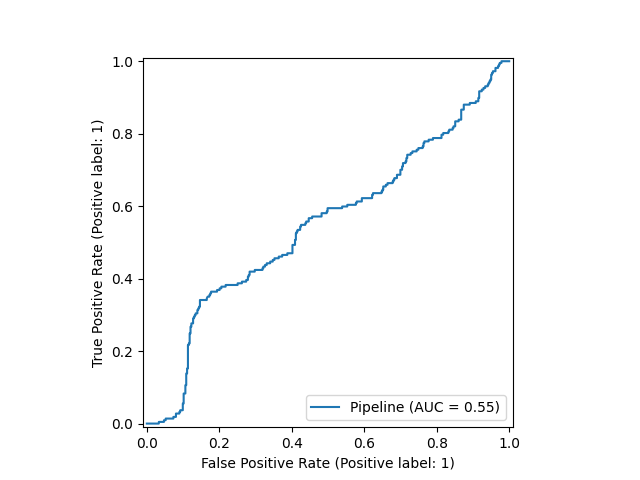 1.0
0.8
0.6
0.4
0.2
0.0
True Positive Rate (Positive label: 1)
Pipeline (AUC = 0.55)
0.0 0.2 0.4 0.6 0.8 1.0
False Positive Rate (Positive label: 1)